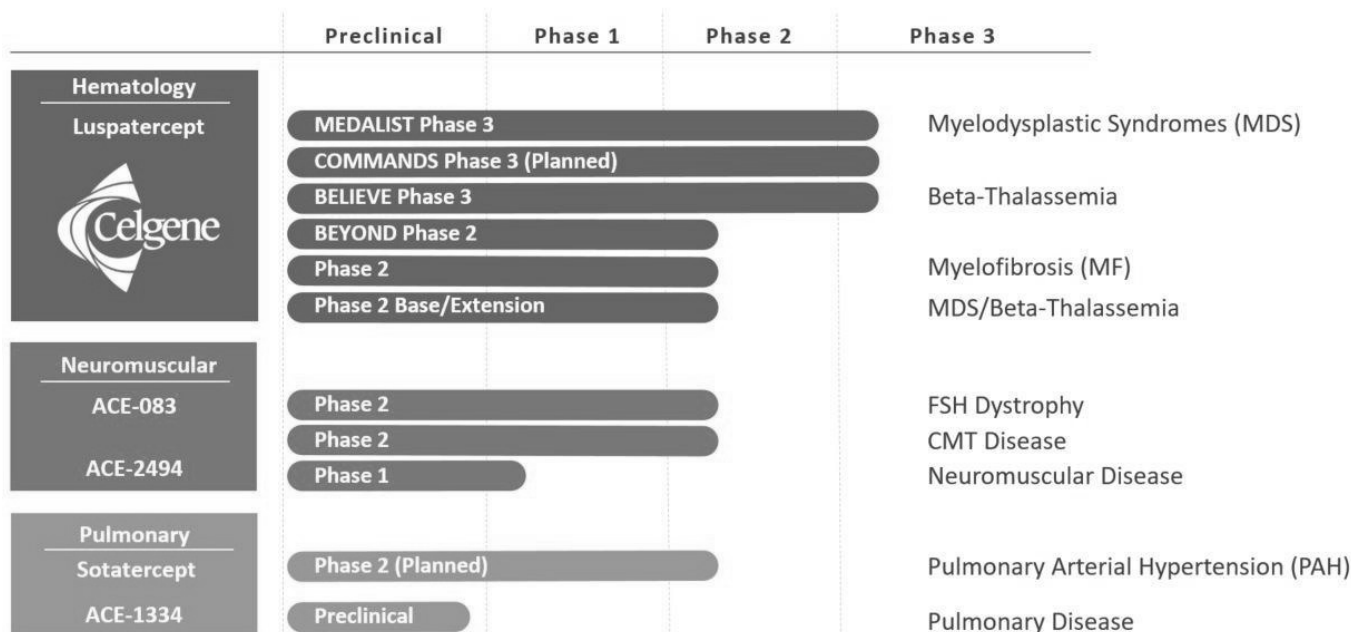 Preclinical Phase 1 Phase 2 Phase 3
Hematology
Luspatercept MEDALIST Phase 3 Myelodysplastic Syndromes (MDS)
COMMANDS Phase 3 (Planned)
BELIEVE Phase 3 Beta-Thalassemia
Celgene
BEYOND Phase 2
Phase 2 Myelofibrosis (MF)
Phase 2 Base/Extension MDS/Beta-Thalassemia
Neuromuscular
ACE-083 Phase 2 FSH Dystrophy
Phase 2 CMT Disease
ACE-2494 Phase 1 Neuromuscular Disease
Pulmonary
Sotatercept Phase 2 (Planned) Pulmonary Arterial Hypertension (PAH)
ACE-1334 Preclinical Pulmonary Disease